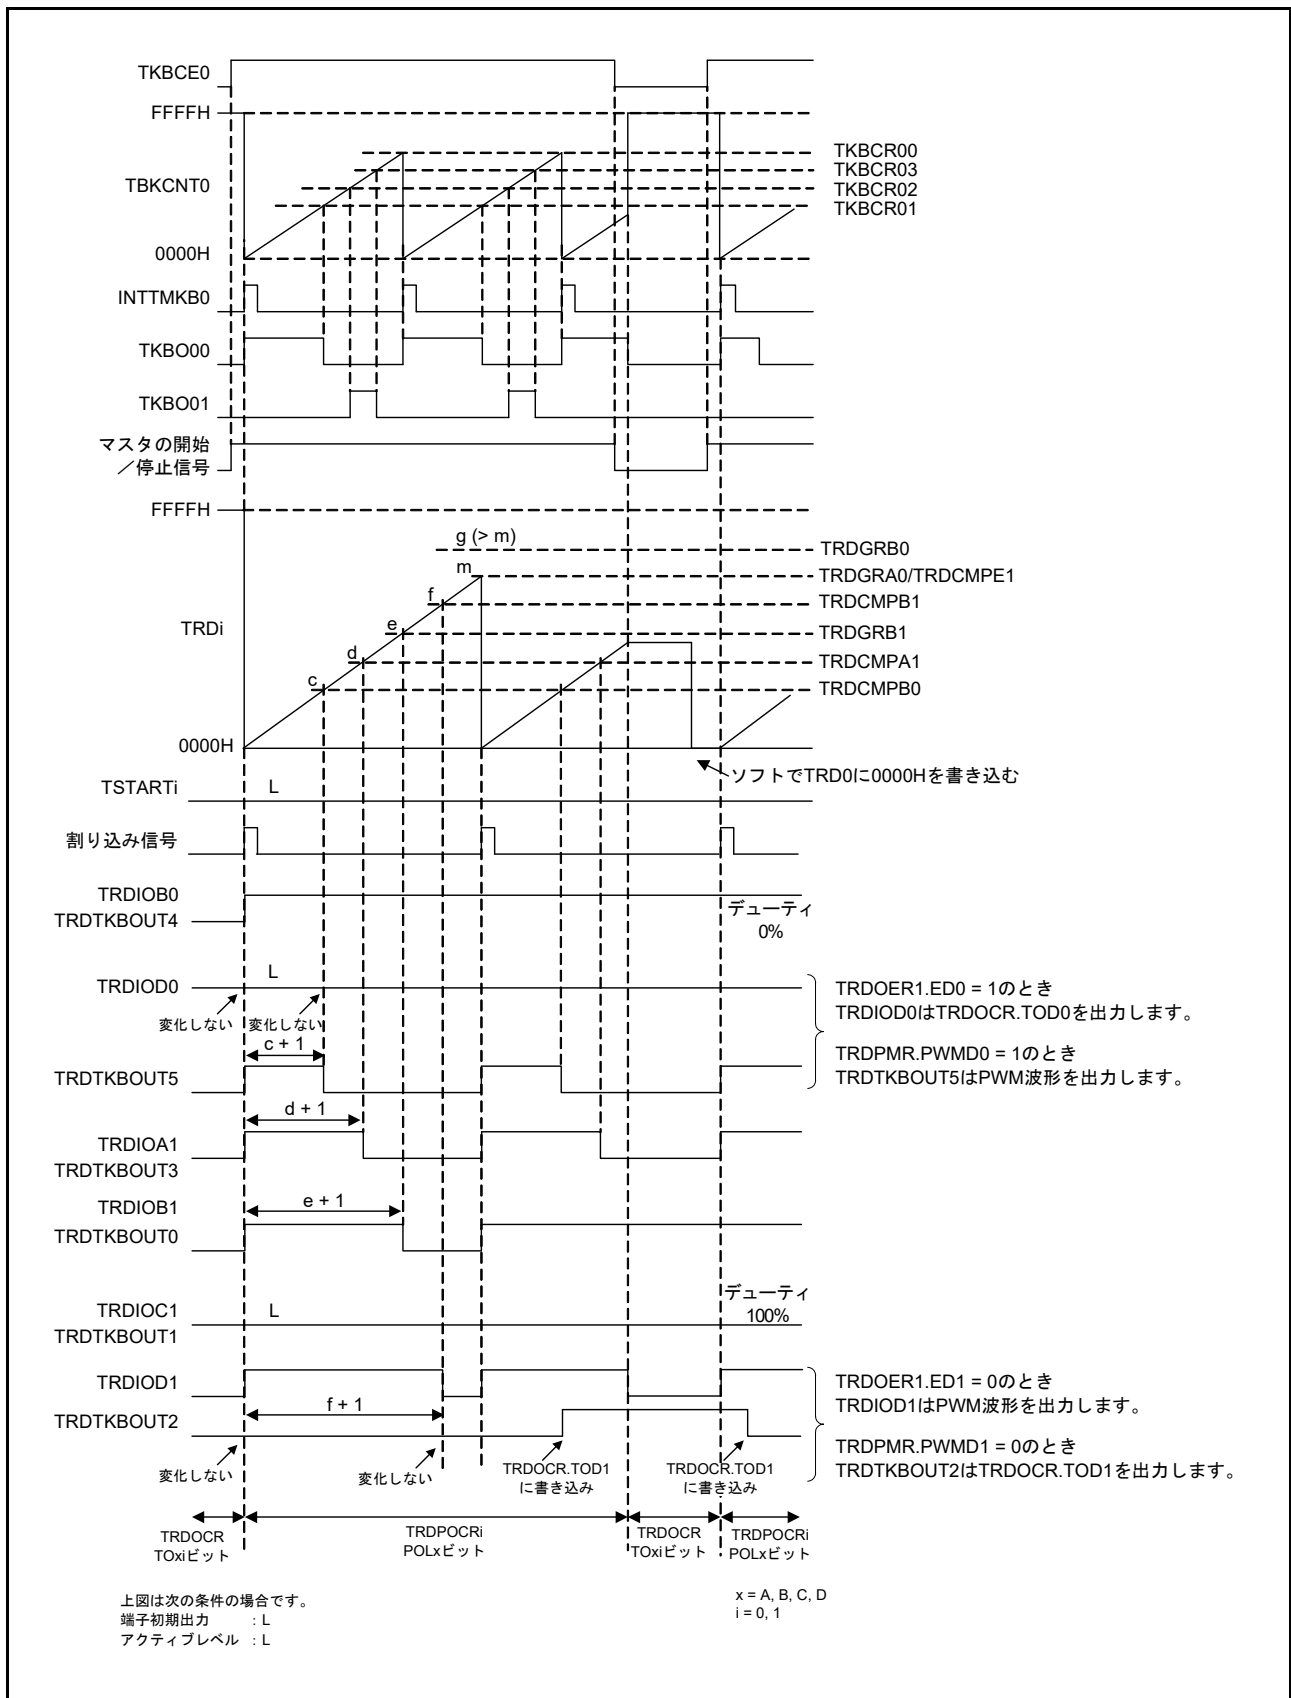 TKBCE0
FFFFH
TKBCR00
TKBCR03
TBKCNT0
TKBCR02
TKBCR01
0000H
INTTMKB0
TKBO00
TKBO01
マスタの開始
／停止信号
FFFFH
g (> m)
TRDGRB0
m
TRDGRA0/TRDCMPE1
f
TRDCMPB1
TRDi
e
TRDGRB1
d
TRDCMPA1
c
TRDCMPB0
0000H
ソフトでTRD0に0000Hを書き込む
TSTARTi
L
割り込み信号
TRDIOB0
TRDTKBOUT4
デューティ
0%
TRDIOD0
L
変化しない
変化しない
TRDOER1.ED0 = 1のとき
TRDIOD0はTRDOCR.TOD0を出力します。
TRDPMR.PWMD0 = 1のとき
TRDTKBOUT5はPWM波形を出力します。
c + 1
TRDTKBOUT5
d + 1
TRDIOA1
TRDTKBOUT3
TRDIOB1
TRDTKBOUT0
e + 1
TRDIOC1
TRDTKBOUT1
L
デューティ
100%
TRDIOD1
TRDTKBOUT2
f + 1
TRDOER1.ED1 = 0のとき
TRDIOD1はPWM波形を出力します。
TRDPMR.PWMD1 = 0のとき
TRDTKBOUT2はTRDOCR.TOD1を出力します。
変化しない
変化しない
TRDOCR.TOD1
に書き込み
TRDOCR.TOD1
に書き込み
TRDOCR
TOxiビット
TRDPOCRi
POLxビット
TRDOCR
TOxiビット
TRDPOCRi
POLxビット
上図は次の条件の場合です。
端子初期出力 : L
アクティブレベル : L
x = A, B, C, D
i = 0, 1